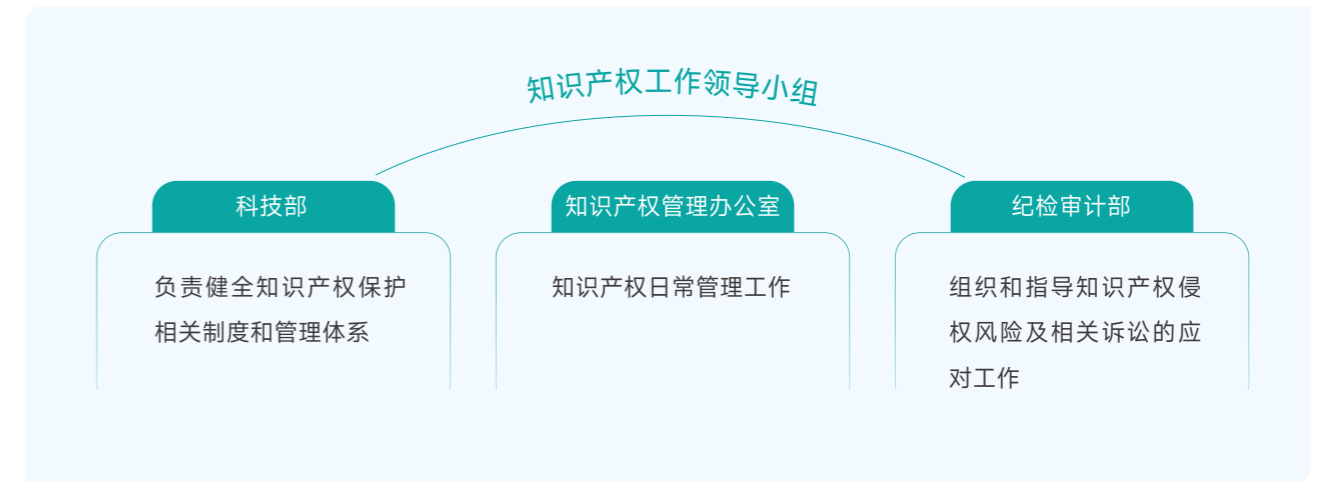 知识产权工作领导小组
科技部
负责健全知识产权保护
相关制度和管理体系
知识产权管理办公室
知识产权日常管理工作
纪检审计部
组织和指导知识产权侵
权风险及相关诉讼的应
对工作